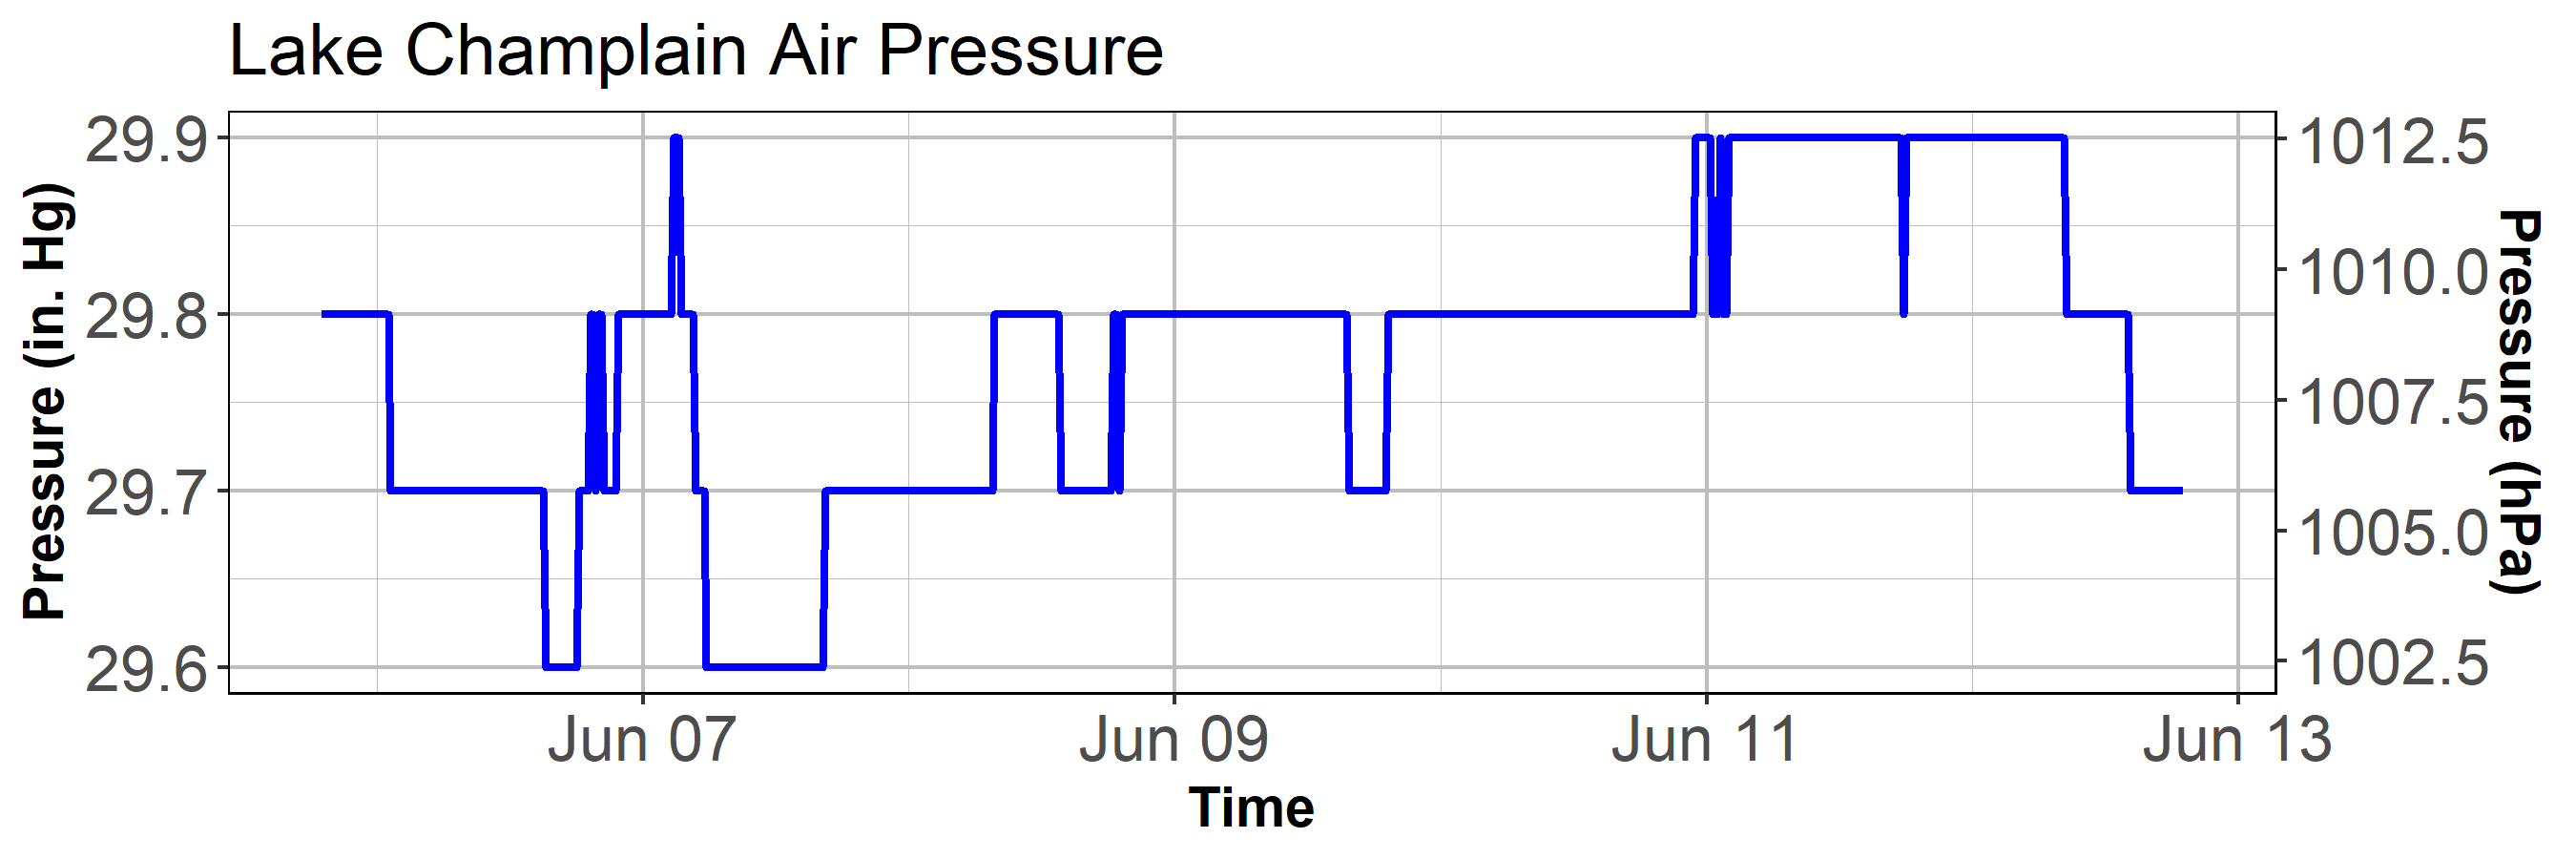 Lake Champlain Air Pressure
Pressure (in. Hg)
29.9
29.8
29.7
29.6
1012.5
1010.0
1007.5
1005.0
1002.5
Pressure (hPa)
Jun 07 Jun 09 Jun 11 Jun 13
Time